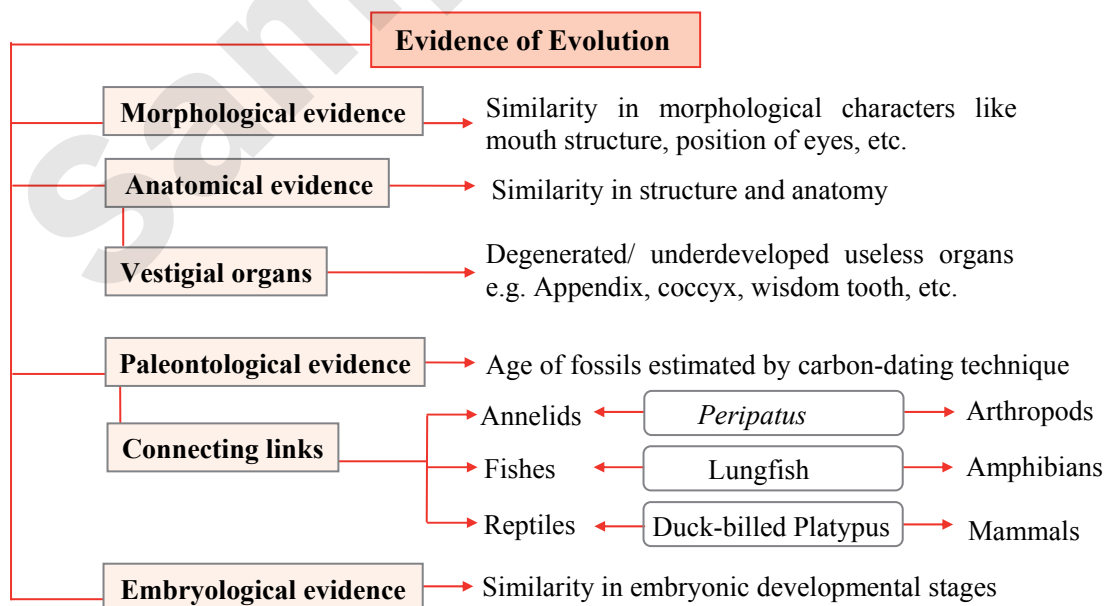 Evidence of Evolution
Morphological evidence
Similarity in morphological characters like
mouth structure, position of eyes, etc.
Anatomical evidence
Similarity in structure and anatomy
Vestigial organs
Degenerated/ underdeveloped useless organs
e.g. Appendix, coccyx, wisdom tooth, etc.
Paleontological evidence
Age of fossils estimated by carbon-dating technique
Connecting links
Annelids
Peripatus
Arthropods
Fishes
Lungfish
Amphibians
Reptiles
Duck-billed Platypus
Mammals
Embryological evidence
Similarity in embryonic developmental stages